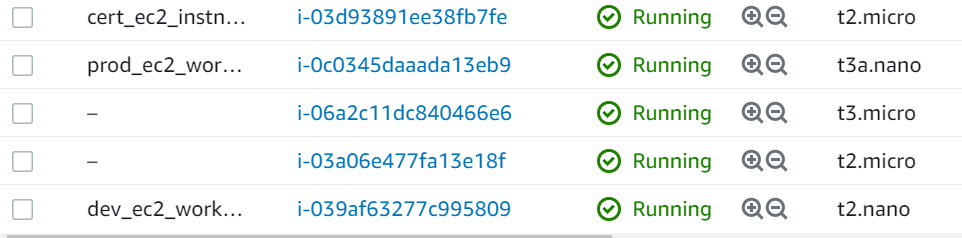 cert_ec2_instn... i-03d93891ee38fb7fe Running t2.micro
prod_ec2_wor... i-0c0345daaada13eb9 Running t3a.nano
– i-06a2c11dc840466e6 Running t3.micro
– i-03a06e477fa13e18f Running t2.micro
dev_ec2_work... i-039af63277c995809 Running t2.nano